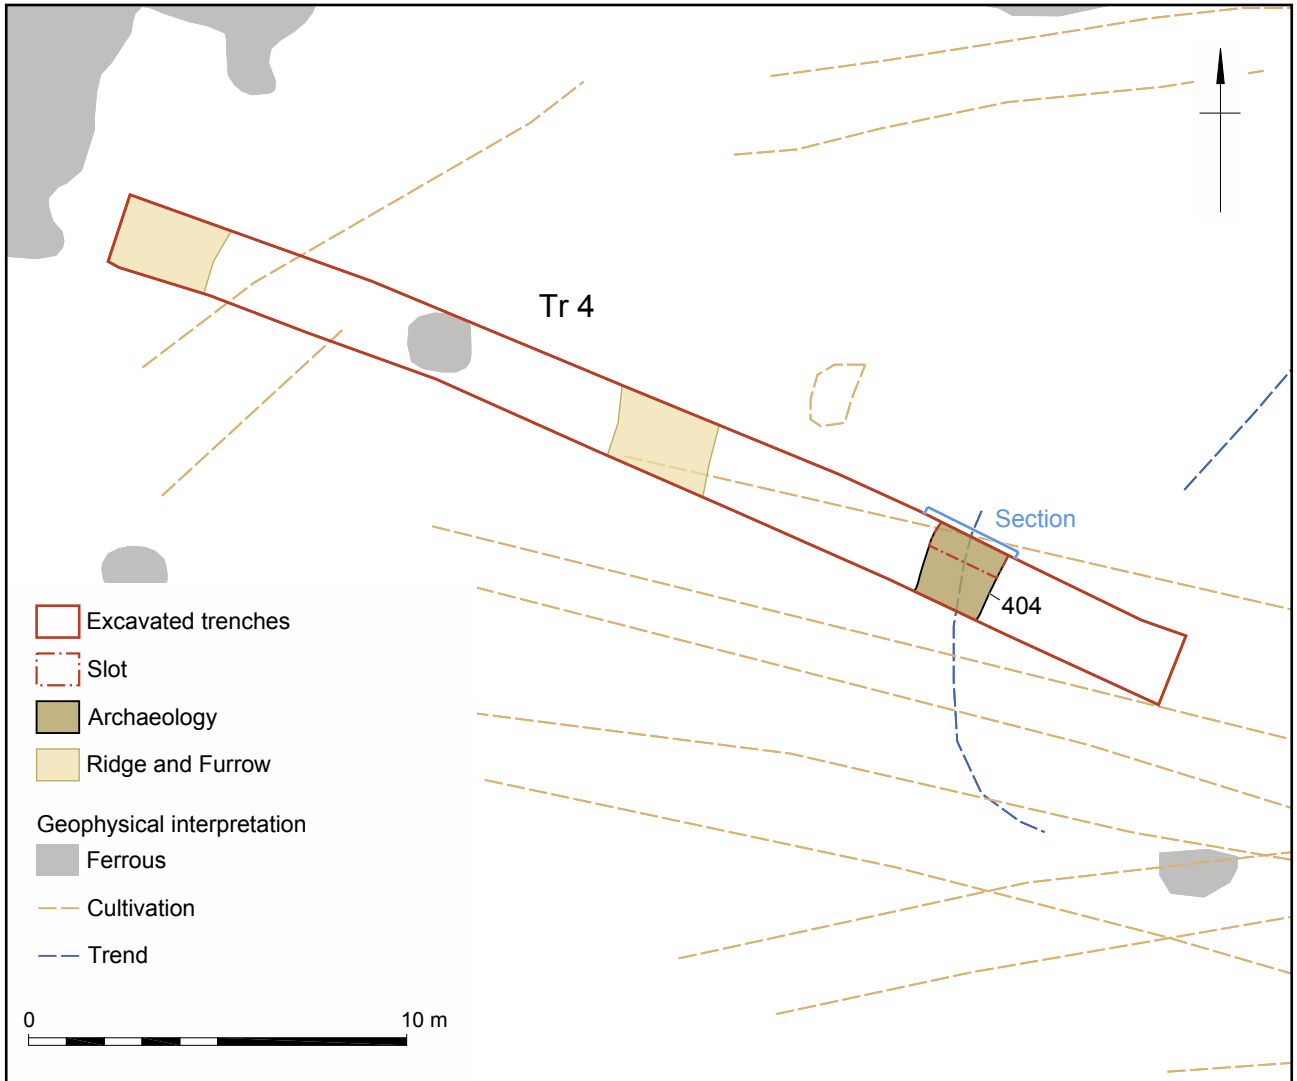 Tr 4
Section
404
Excavated trenches
Slot
Archaeology
Ridge and Furrow
Geophysical interpretation
Ferrous
Cultivation
Trend
0 10 m